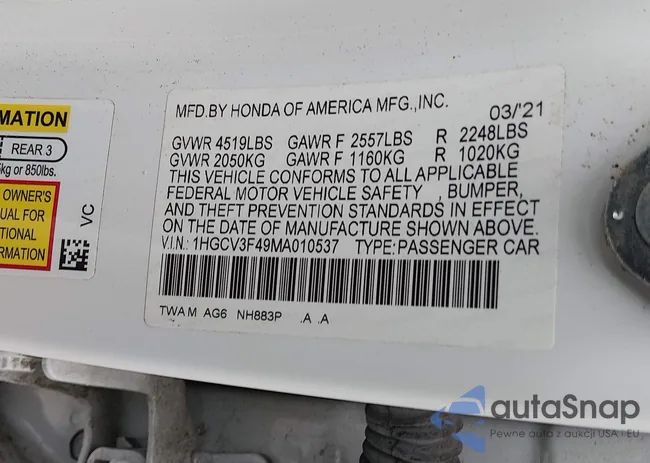 MATION
REAR 3
kg or 850lbs.
OWNER'S
UAL FOR
TIONAL
RMATION
VC
MFD.BY HONDA OF AMERICA MFG.,INC. 03/'21
GVWR 4519LBS GAWR F 2557LBS R 2248LBS
GVWR 2050KG GAWR F 1160KG R 1020KG
THIS VEHICLE CONFORMS TO ALL APPLICABLE
FEDERAL MOTOR VEHICLE SAFETY , BUMPER,
AND THEFT PREVENTION STANDARDS IN EFFECT
ON THE DATE OF MANUFACTURE SHOWN ABOVE.
V.I.N.: 1HGCV3F49MA010537 TYPE:PASSENGER CAR
TWA M AG6 NH883P .A .A
autaSnap
Pewne auto z aukcji USA i EU